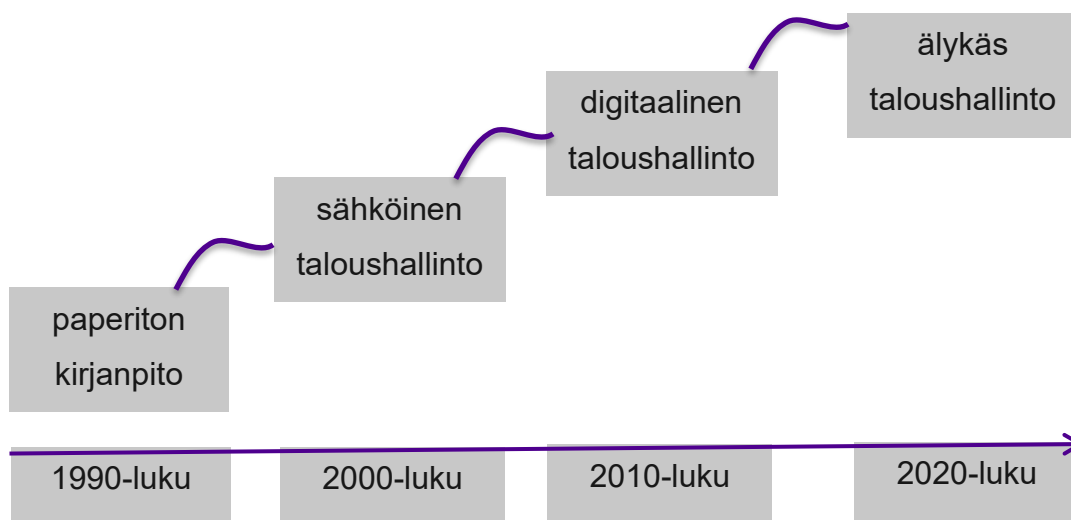 paperiton
kirjanpito
sähköinen
taloushallinto
digitaalinen
taloushallinto
älykäs
taloushallinto
1990-luku
2000-luku
2010-luku
2020-luku